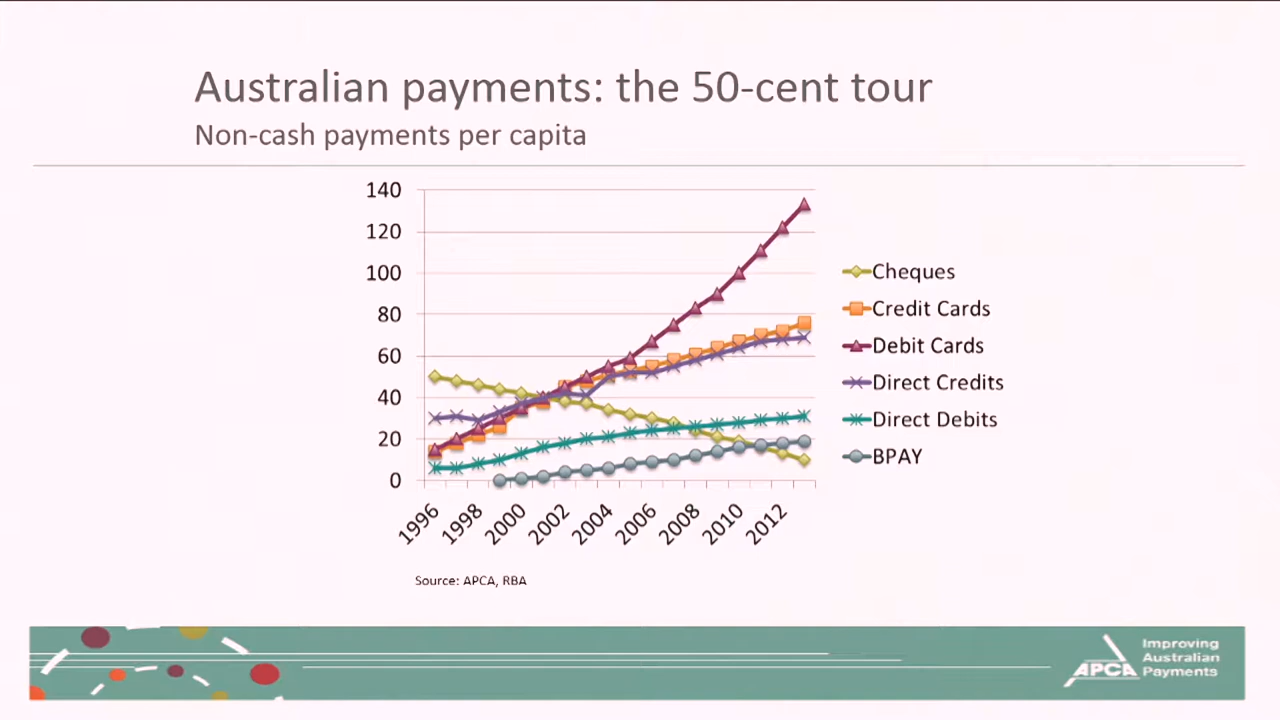 Australian payments: the 50-cent tour
Non-cash payments per capita
140
120
100
80
60
40
20
0
1996
1998
2000
2002
2004
2006
2008
2010
2012
Cheques
Credit Cards
Debit Cards
Direct Credits
Direct Debits
BPAY
Source: APCA, RBA
APCA
Improving
Australian
Payments